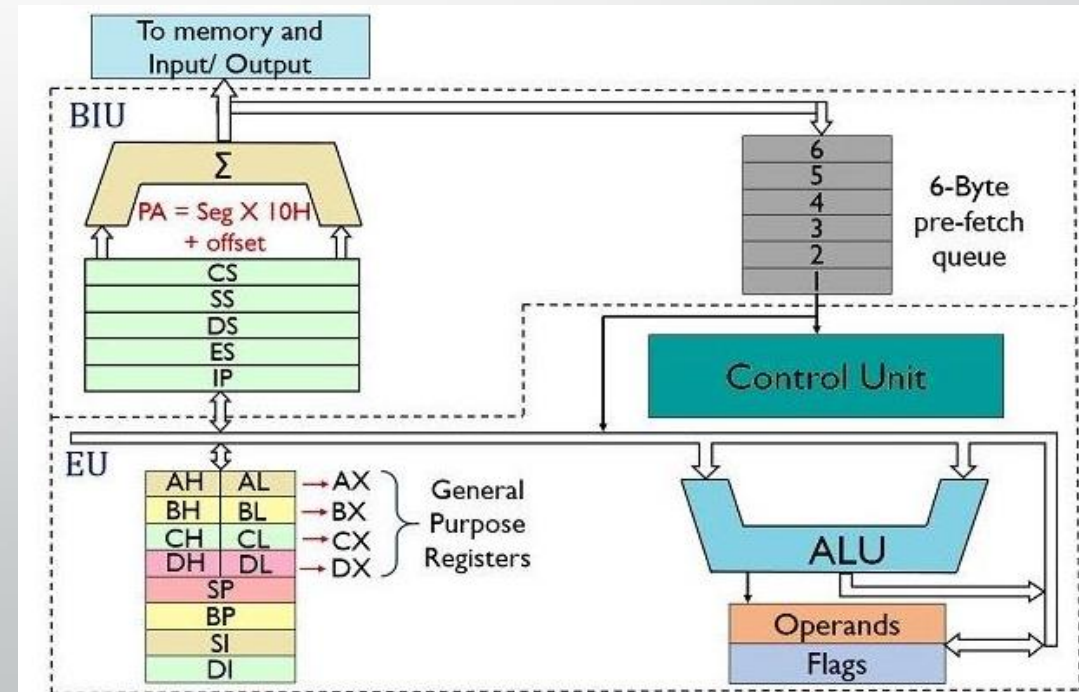 To memory and
Input/ Output
BIU
Σ
PA = Seg X 10H
+ offset
CS
SS
DS
ES
IP
6
5
4
3
2
1
6-Byte
pre-fetch
queue
Control Unit
EU
AH AL → AX
BH BL → BX
CH CL → CX
DH DL → DX
SP
BP
SI
DI
General
Purpose
Registers
ALU
Operands
Flags